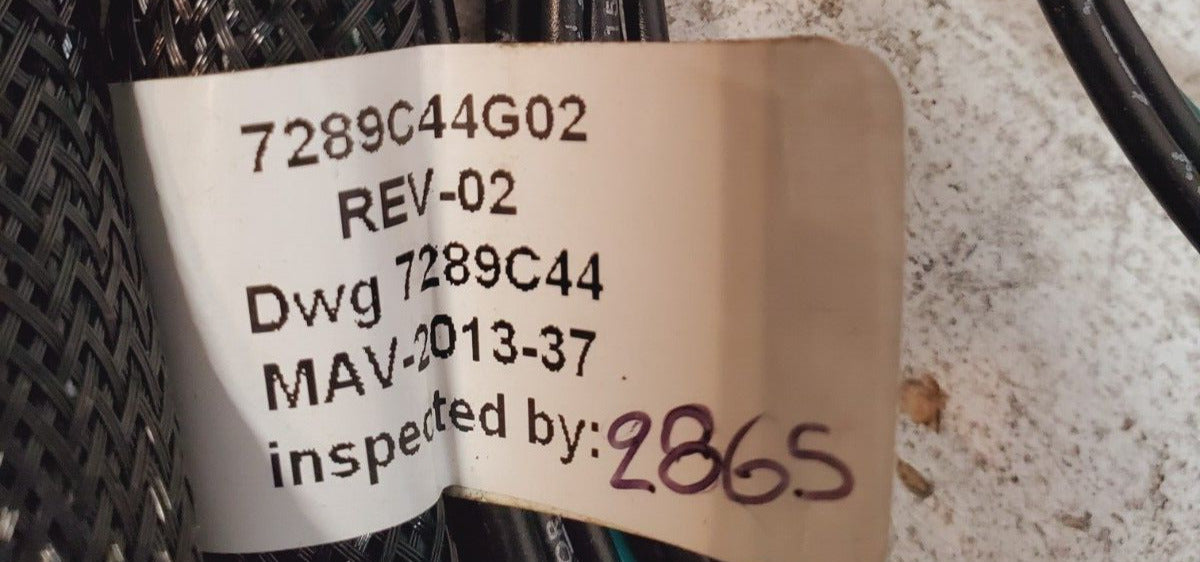 7289C44G02
REV-02
Dwg 7289C44
MAV-2013-37
inspected by: 2865